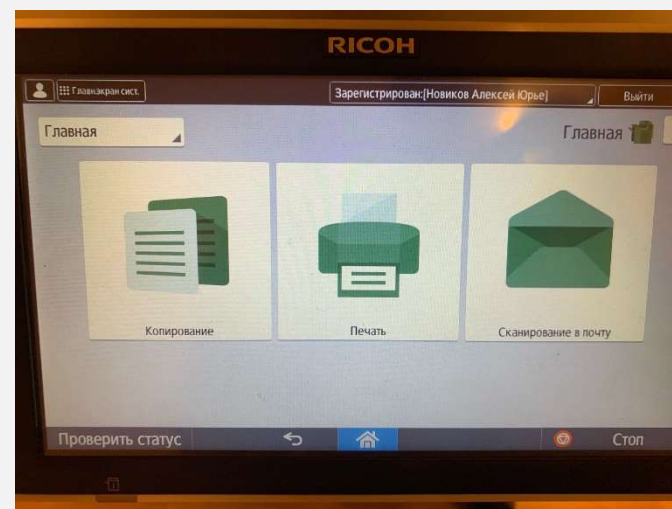 RICOH
Главн.экран сист.
Зарегистрирован:[Новиков Алексей Юрье]
Выйти
Главная
Главная
Копирование
Печать
Сканирование в почту
Проверить статус
Стоп